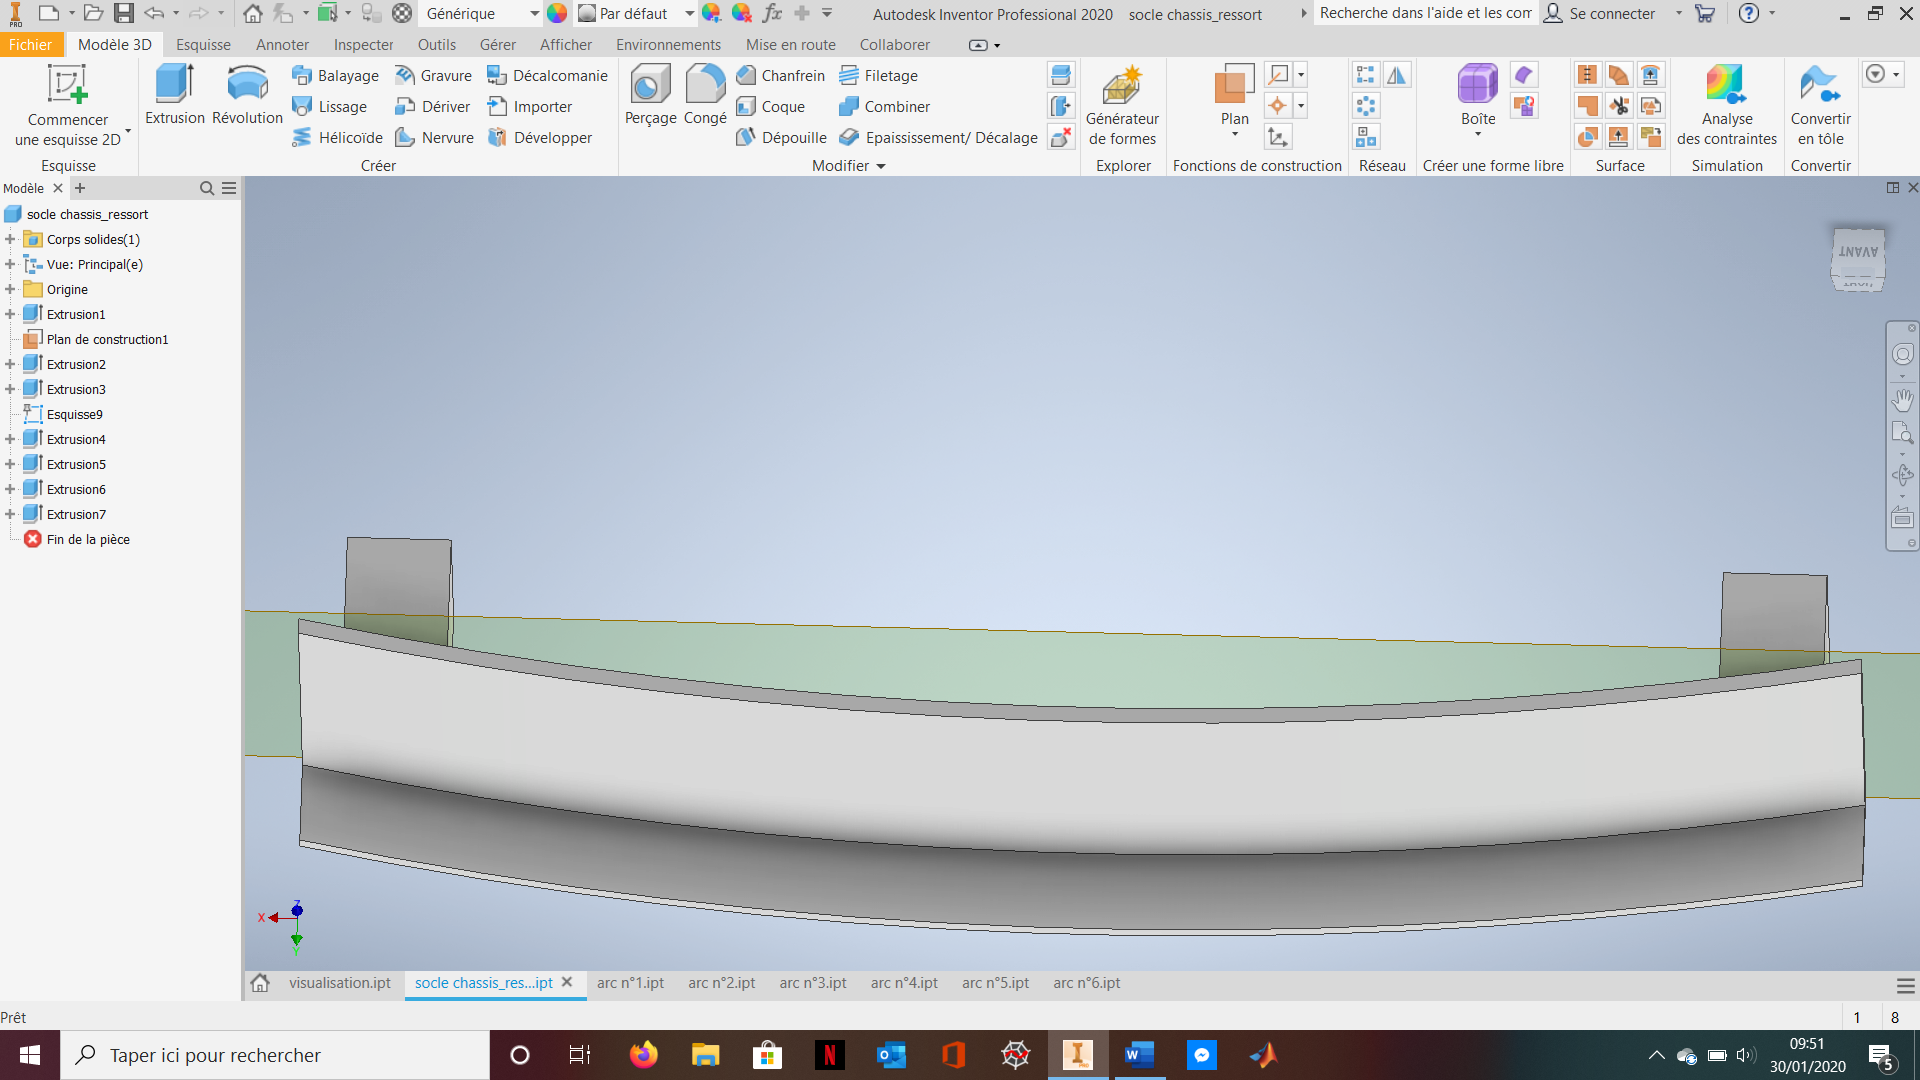 PRO
Générique
Par défaut
Autodesk Inventor Professional 2020 socle chassis_ressort
Recherche dans l'aide et les com
Se connecter
Fichier Modèle 3D Esquisse Annoter Inspecter Outils Gérer Afficher Environnements Mise en route Collaborer
Commencer
une esquisse 2D
Esquisse
Extrusion
Révolution
Balayage
Gravure
Décalcomanie
Lissage
Dériver
Importer
Hélicoïde
Nervure
Développer
Créer
Perçage
Congé
Chanfrein
Filetage
Coque
Combiner
Dépouille
Epaississement/ Décalage
Modifier
Générateur
de formes
Explorer
Plan
Fonctions de construction
Réseau
Boîte
Créer une forme libre
Surface
Analyse
des contraintes
Simulation
Convertir
en tôle
Convertir
Modèle
socle chassis_ressort
Corps solides(1)
Vue: Principal(e)
Origine
Extrusion1
Plan de construction1
Extrusion2
Extrusion3
Esquisse9
Extrusion4
Extrusion5
Extrusion6
Extrusion7
Fin de la pièce
AVANT
Z
X
Y
visualisation.ipt socle chassis_res...ipt arc n°1.ipt arc n°2.ipt arc n°3.ipt arc n°4.ipt arc n°5.ipt arc n°6.ipt
Prêt
1 8
Taper ici pour rechercher
09:51
30/01/2020
5